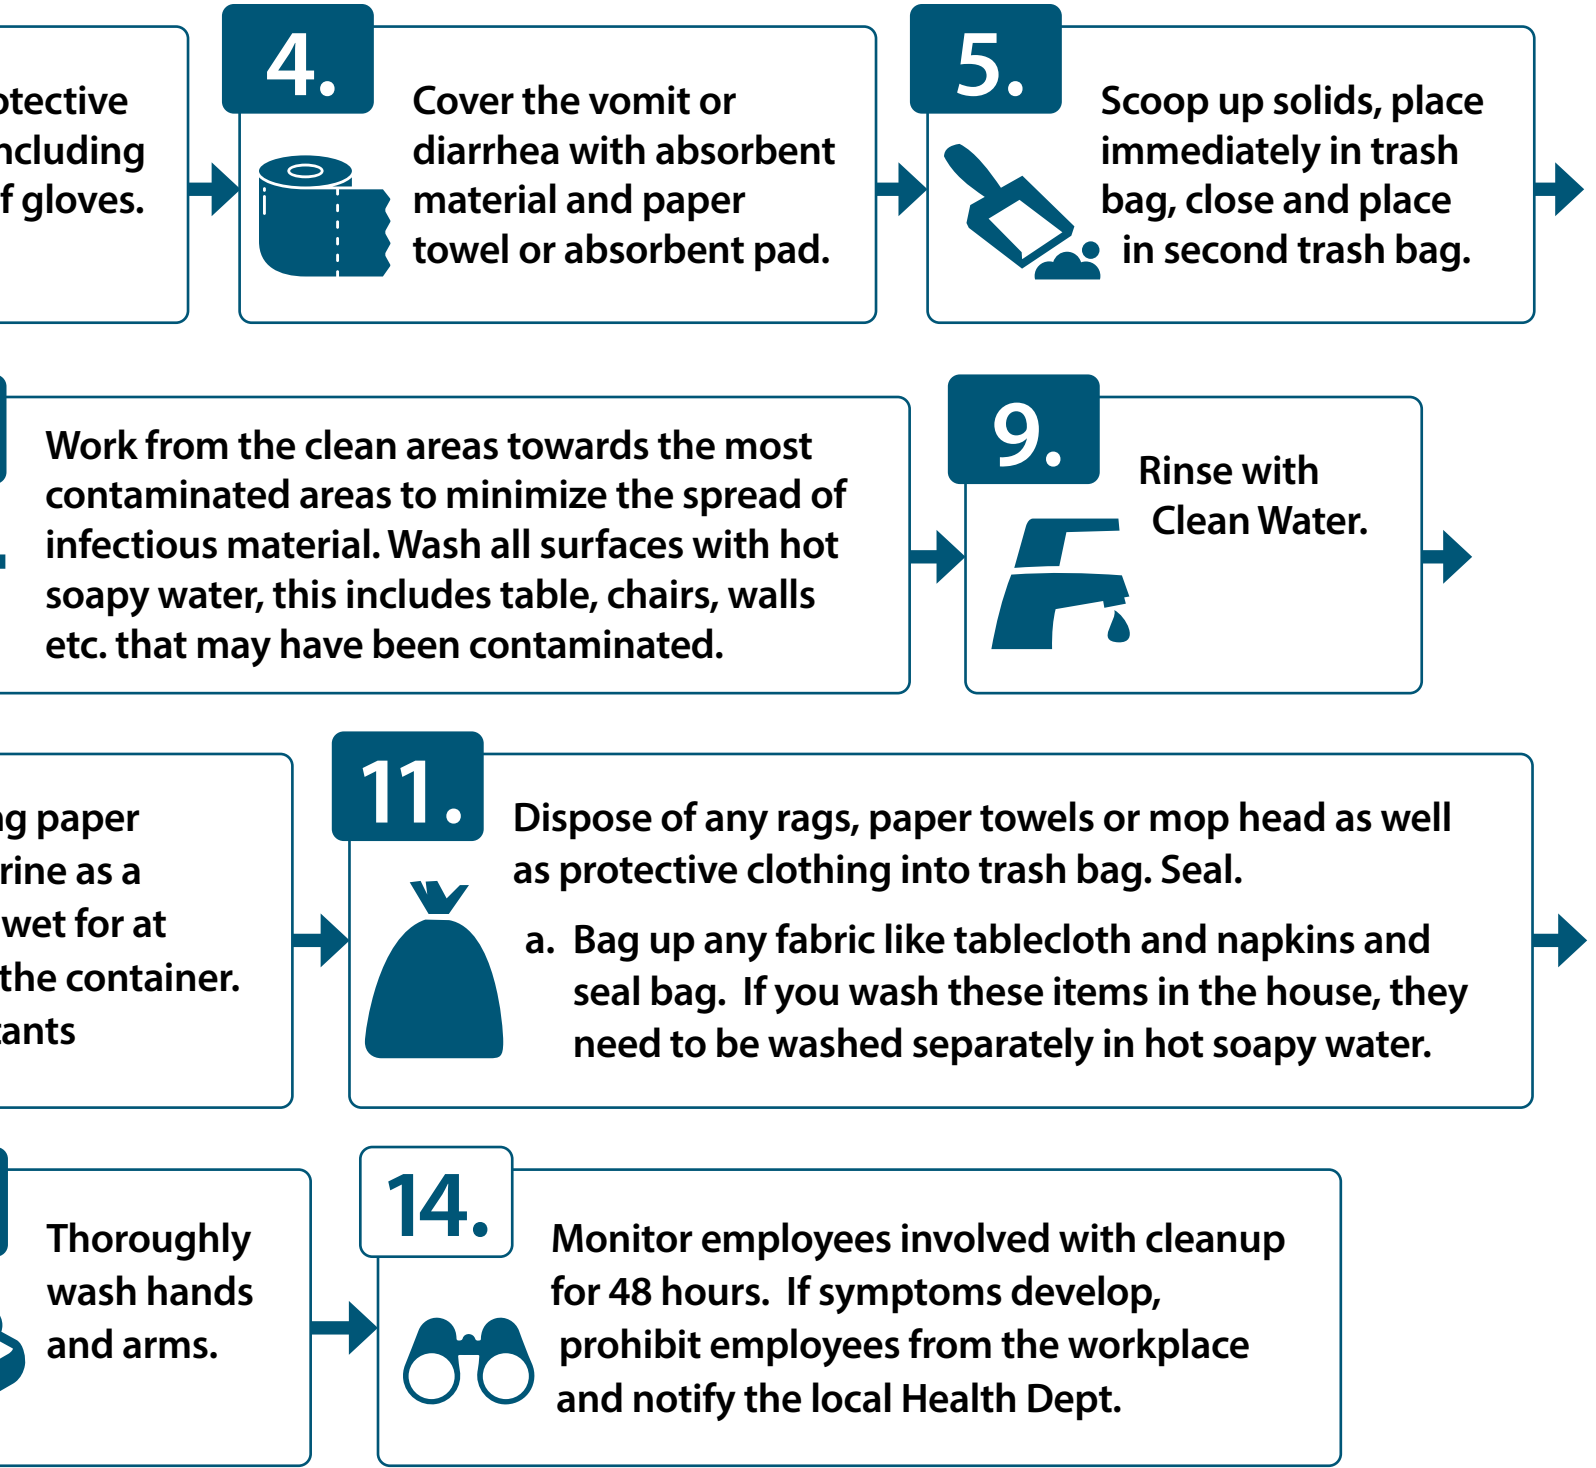 4.
5.
including
of gloves.
Cover the vomit or
diarrhea with absorbent
material and paper
towel or absorbent pad.
Scoop up solids, place
immediately in trash
bag, close and place
in second trash bag.
9.
Work from the clean areas towards the most
contaminated areas to minimize the spread of
infectious material. Wash all surfaces with hot
soapy water, this includes table, chairs, walls
etc. that may have been contaminated.
Rinse with
Clean Water.
paper
as a
wet for at
the container.
11.
Dispose of any rags, paper towels or mop head as well
as protective clothing into trash bag. Seal.
a. Bag up any fabric like tablecloth and napkins and
seal bag. If you wash these items in the house, they
need to be washed separately in hot soapy water.
Thoroughly
wash hands
and arms.
14.
Monitor employees involved with cleanup
for 48 hours. If symptoms develop,
prohibit employees from the workplace
and notify the local Health Dept.